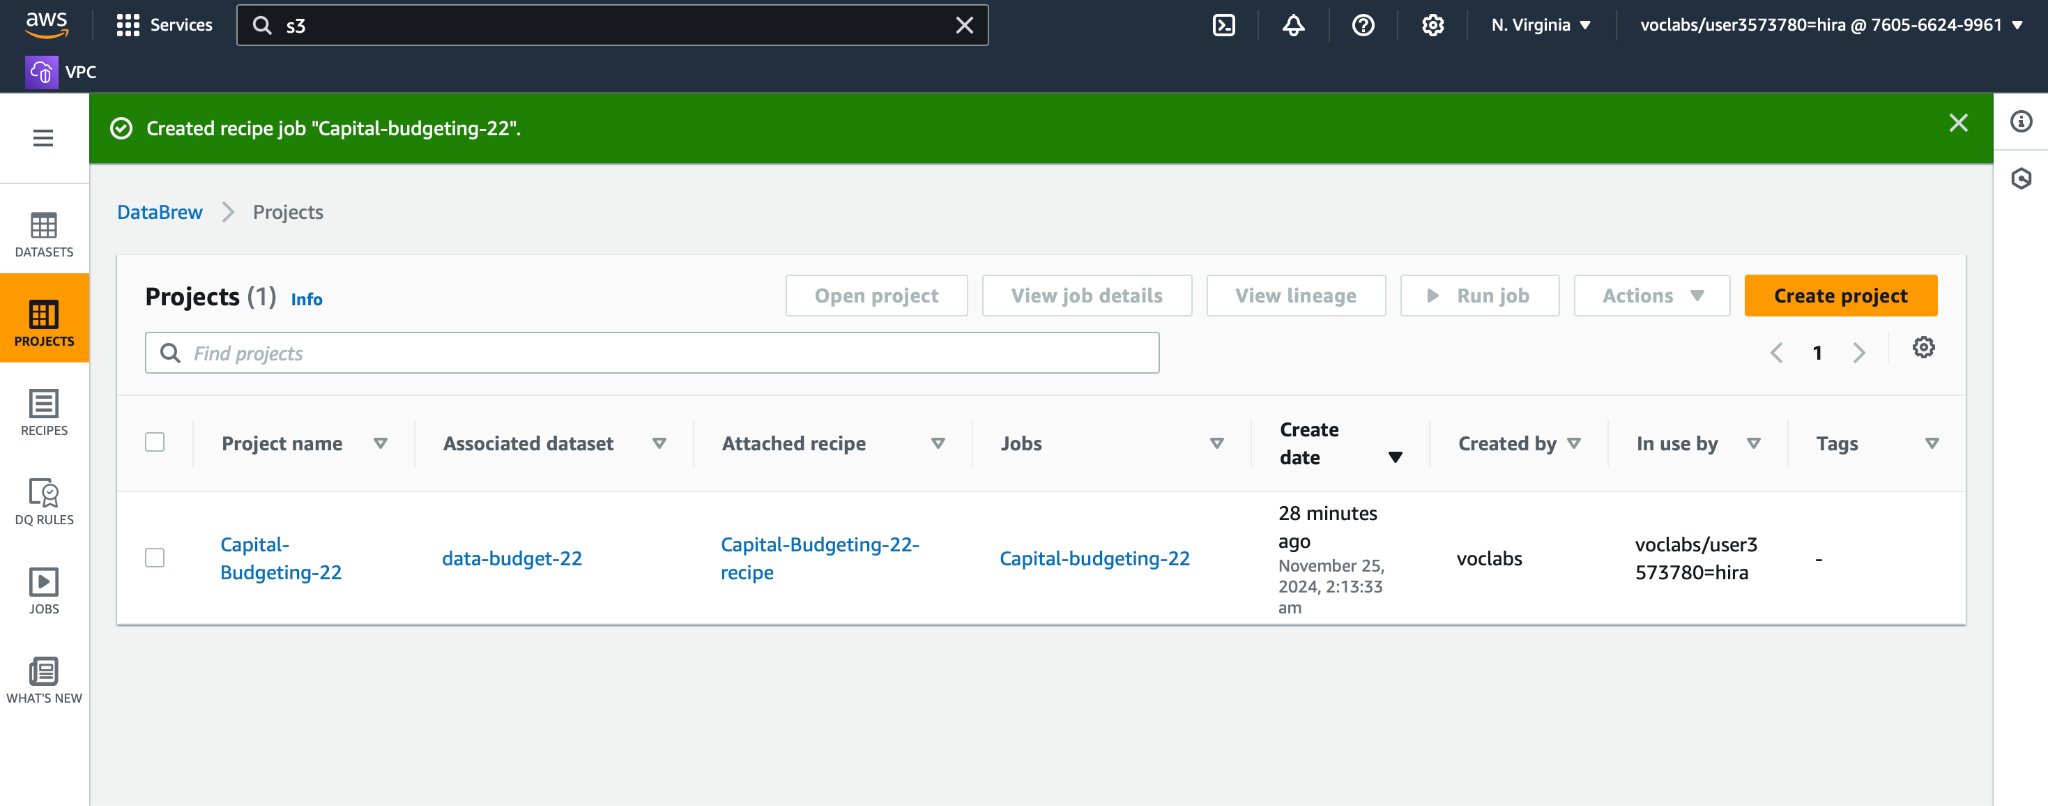 aws
Services
s3
N. Virginia
voclabs/user3573780=hira @ 7605-6624-9961
VPC
Created recipe job "Capital-budgeting-22".
DataBrew
Projects
DATASETS
PROJECTS
RECIPES
DQ RULES
JOBS
WHAT'S NEW
Projects (1) Info
Open project
View job details
View lineage
Run job
Actions
Create project
Find projects
1
Project name
Associated dataset
Attached recipe
Jobs
Create
date
Created by
In use by
Tags
Capital-
Budgeting-22
data-budget-22
Capital-Budgeting-22-
recipe
Capital-budgeting-22
28 minutes
ago
November 25,
2024, 2:13:33
am
voclabs
voclabs/user3
573780=hira
-